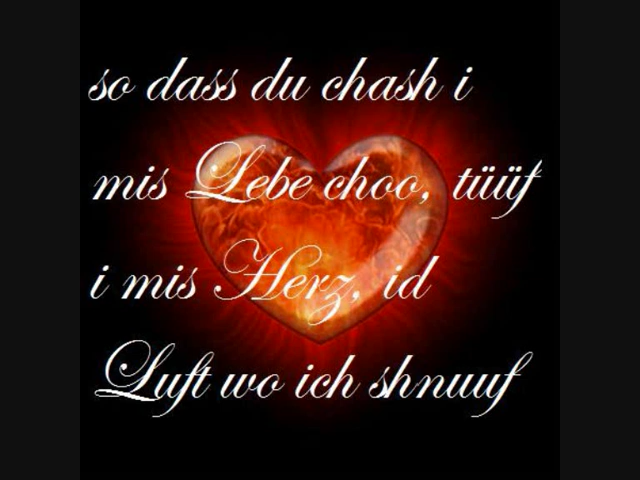 so dass du chash i
mis Lebe choo, tüüf
i mis Herz, id
Luft wo ich shnuuf